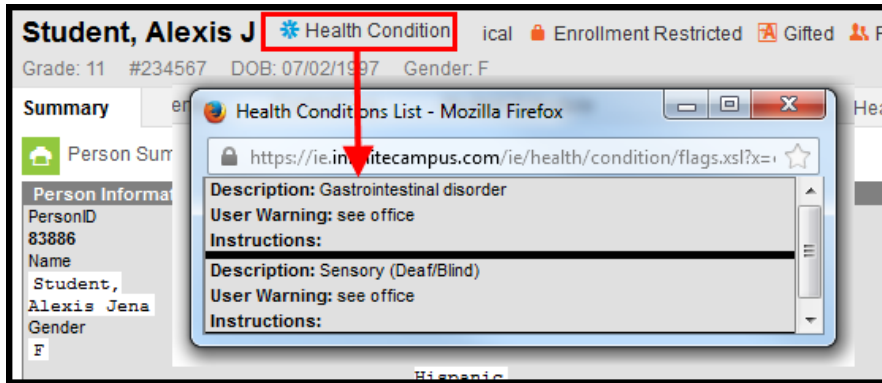 Student, Alexis J Health Condition ical Enrollment Restricted Gifted
Grade: 11 #234567 DOB: 07/02/1997 Gender: F
Summary
Health Conditions List - Mozilla Firefox
https://ie.infinitecampus.com/ie/health/condition/flags.xsl?x=
Person Sum
Description: Gastrointestinal disorder
User Warning: see office
Instructions:
Description: Sensory (Deaf/Blind)
User Warning: see office
Instructions:
Person Informat
PersonID
83886
Name
Student,
Alexis Jena
Gender
F
Hispanic